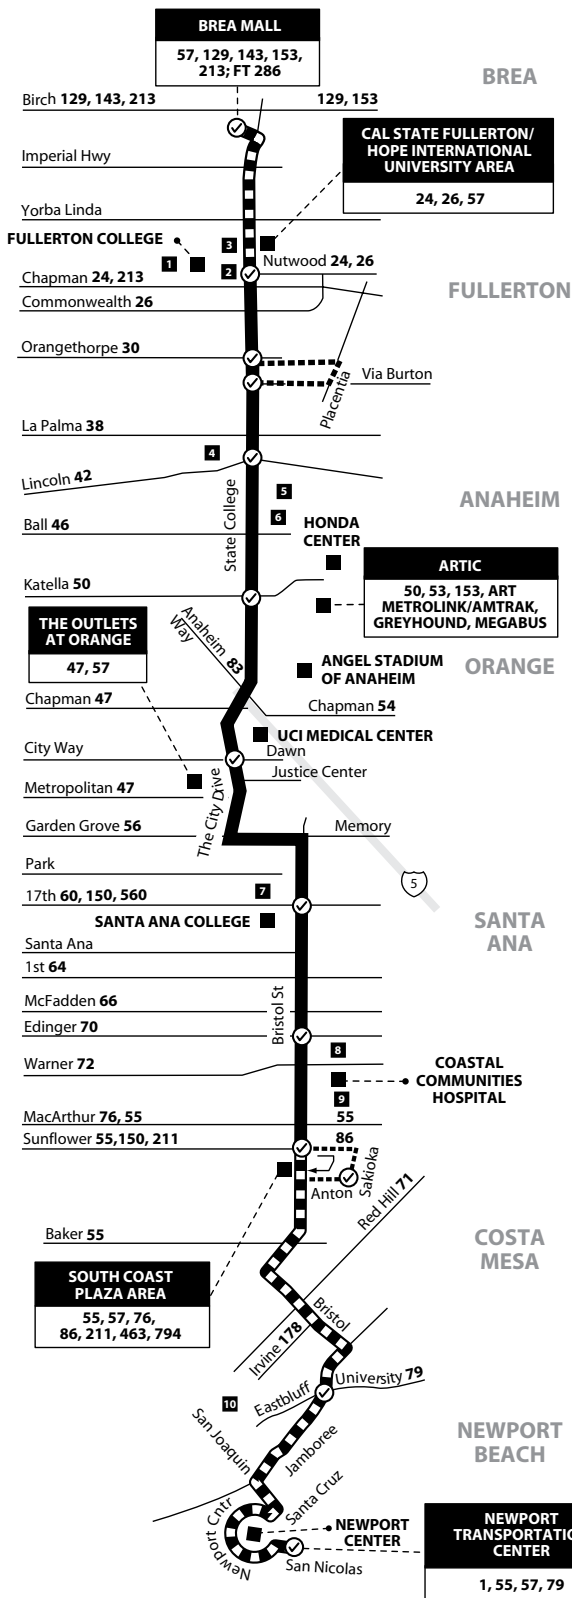 BREA MALL
57, 129, 143, 153,
213; FT 286
BREA
Birch 129, 143, 213
129, 153
CAL STATE FULLERTON/
HOPE INTERNATIONAL
UNIVERSITY AREA
24, 26, 57
Imperial Hwy
Yorba Linda
FULLERTON COLLEGE
3
1
2
Nutwood 24, 26
Chapman 24, 213
FULLERTON
Commonwealth 26
Orangethorpe 30
Placentia
Via Burton
La Palma 38
4
Lincoln 42
State College
5
ANAHEIM
6
Ball 46
HONDA
CENTER
ARTIC
50, 53, 153, ART
METROLINK/AMTRAK,
GREYHOUND, MEGABUS
Katella 50
THE OUTLETS
AT ORANGE
47, 57
Anaheim 83
Way
ANGEL STADIUM
OF ANAHEIM
ORANGE
Chapman 47
Chapman 54
UCI MEDICAL CENTER
City Way
Dawn
Justice Center
Metropolitan 47
The City Drive
Garden Grove 56
Memory
Park
5
7
17th 60, 150, 560
SANTA ANA COLLEGE
SANTA
ANA
Santa Ana
1st 64
Bristol St
McFadden 66
Edinger 70
8
Warner 72
COASTAL
COMMUNITIES
HOSPITAL
9
MacArthur 76, 55
55
Sunflower 55,150, 211
86
Sakioka
Anton
Red Hill 71
Baker 55
COSTA
MESA
SOUTH COAST
PLAZA AREA
55, 57, 76,
86, 211, 463, 794
Bristol
Irvine 178
University 79
Eastbluff
10
San Joaquin
Jamboree
NEWPORT
BEACH
Santa Cruz
Newport Cntr
NEWPORT
CENTER
San Nicolas
NEWPORT
TRANSPORTATIO
CENTER
1, 55, 57, 79